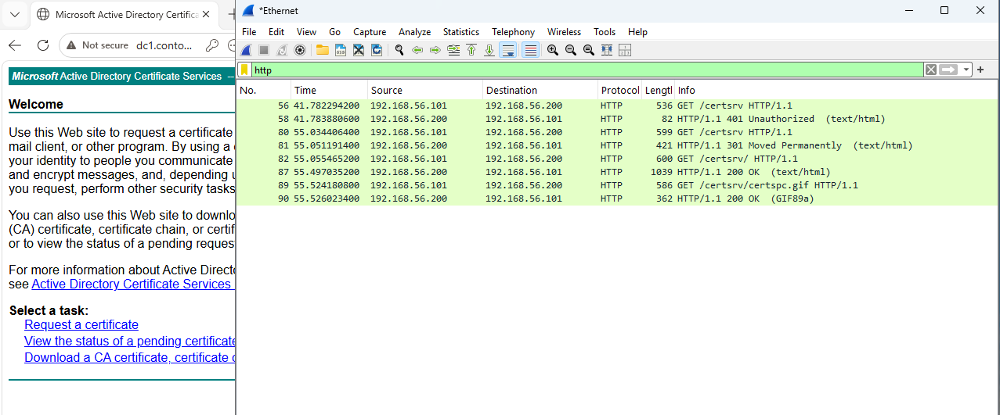 Microsoft Active Directory Certifica
Not secure dc1.conto...
Microsoft Active Directory Certificate Services --
Welcome
Use this Web site to request a certificate
mail client, or other program. By using a
your identity to people you communicate
and encrypt messages, and, depending
you request, perform other security tasks
You can also use this Web site to downlo
(CA) certificate, certificate chain, or certif
or to view the status of a pending reques
For more information about Active Directo
see Active Directory Certificate Services
Select a task:
Request a certificate
View the status of a pending certificate
Download a CA certificate, certificate
*Ethernet
File Edit View Go Capture Analyze Statistics Telephony Wireless Tools Help
http
No. Time Source Destination Protocol Lengtl Info
56 41.782294200 192.168.56.101 192.168.56.200 HTTP 536 GET /certsrv HTTP/1.1
58 41.783880600 192.168.56.200 192.168.56.101 HTTP 82 HTTP/1.1 401 Unauthorized (text/html)
80 55.034406400 192.168.56.101 192.168.56.200 HTTP 599 GET /certsrv HTTP/1.1
81 55.051191400 192.168.56.200 192.168.56.101 HTTP 421 HTTP/1.1 301 Moved Permanently (text/html)
82 55.055465200 192.168.56.101 192.168.56.200 HTTP 600 GET /certsrv/ HTTP/1.1
87 55.497035200 192.168.56.200 192.168.56.101 HTTP 1039 HTTP/1.1 200 OK (text/html)
89 55.524180800 192.168.56.101 192.168.56.200 HTTP 586 GET /certsrv/certspc.gif HTTP/1.1
90 55.526023400 192.168.56.200 192.168.56.101 HTTP 362 HTTP/1.1 200 OK (GIF89a)